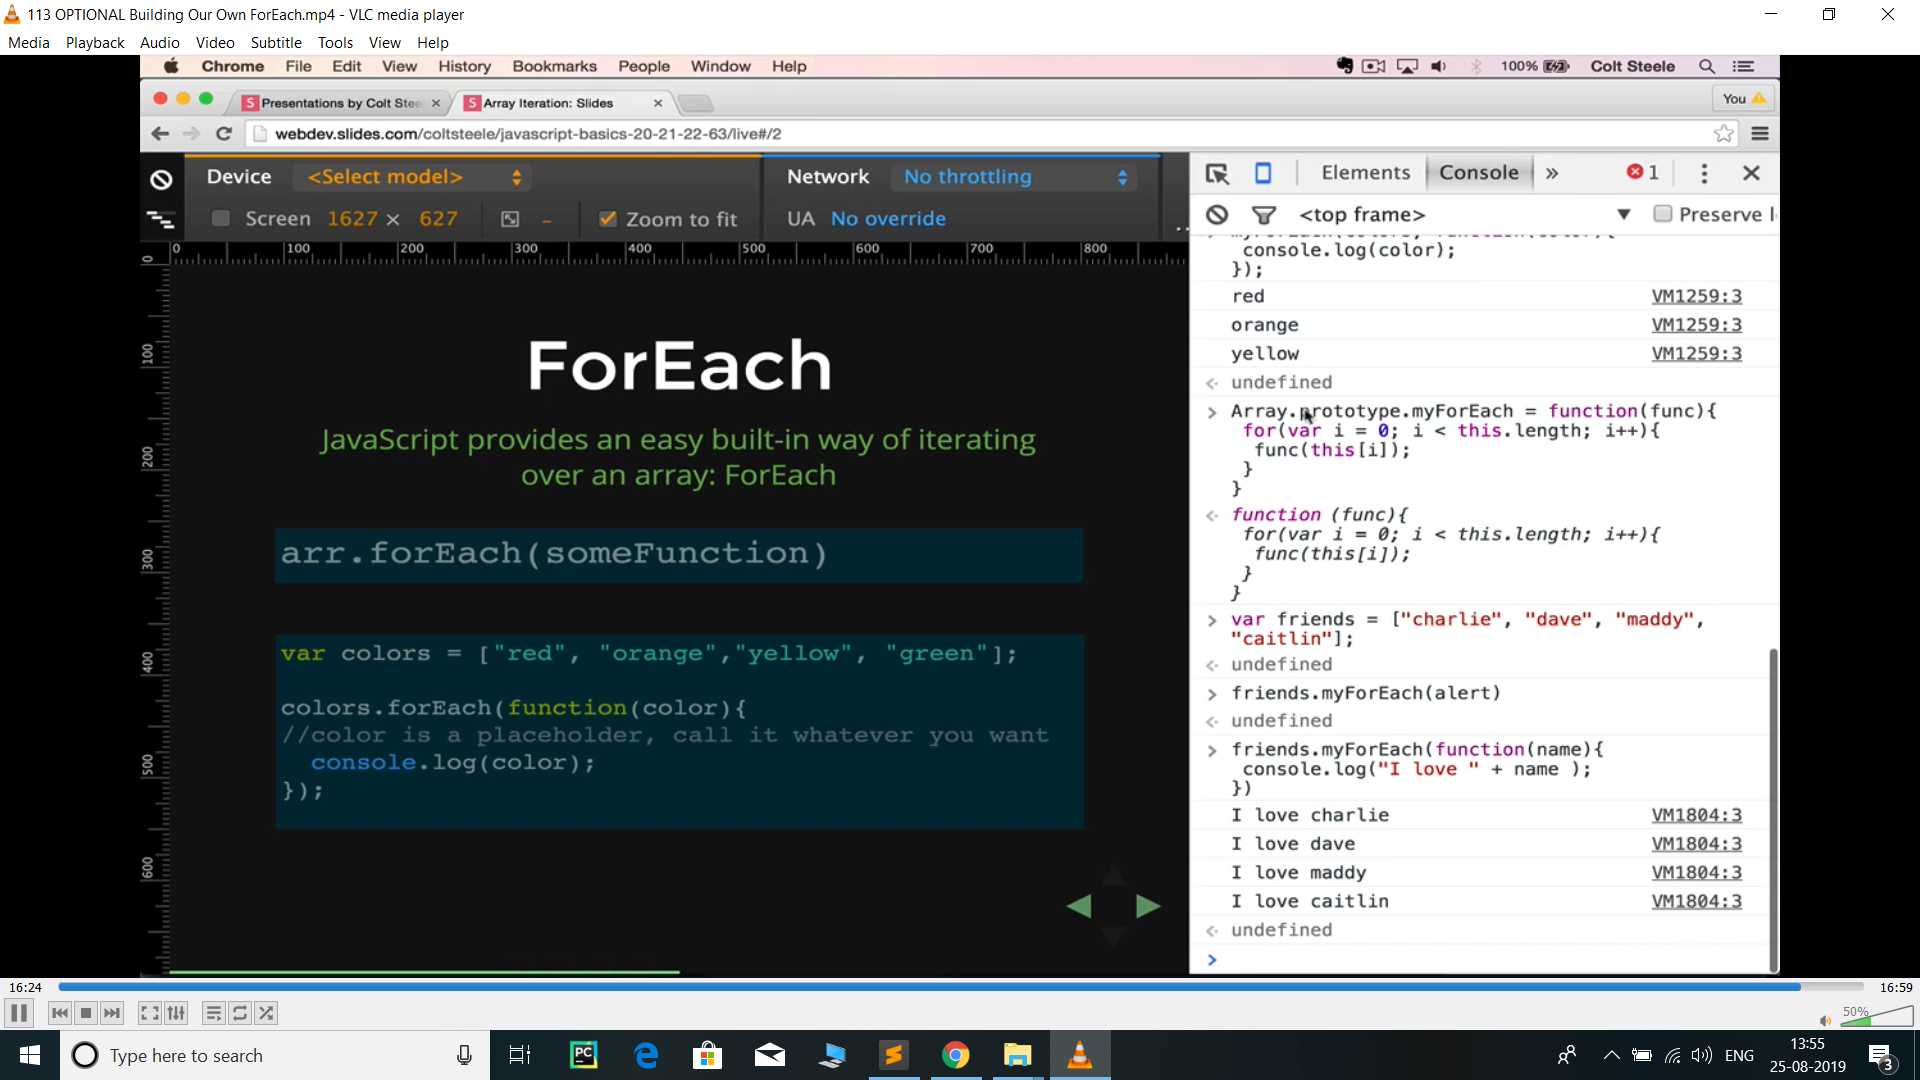 113 OPTIONAL Building Our Own ForEach.mp4 - VLC media player
Media Playback Audio Video Subtitle Tools View Help
Chrome File Edit View History Bookmarks People Window Help
100% Colt Steele
Presentations by Colt Stee
Array Iteration: Slides
You
webdev.slides.com/coltsteele/javascript-basics-20-21-22-63/live#/2
Device <Select model>
Network No throttling
Screen 1627 × 627
Zoom to fit
UA No override
...
0 100 200 300 400 500 600 700 800
0
100
200
300
400
500
600
ForEach
JavaScript provides an easy built-in way of iterating
over an array: ForEach
arr.forEach(someFunction)
var colors = ["red", "orange","yellow", "green"];
colors.forEach(function(color){
//color is a placeholder, call it whatever you want
console.log(color);
});
Elements Console » 1
<top frame> Preserve l
console.log(color);
});
red VM1259:3
orange VM1259:3
yellow VM1259:3
undefined
> Array.prototype.myForEach = function(func){
for(var i = 0; i < this.length; i++){
func(this[i]);
}
}
function (func){
for(var i = 0; i < this.length; i++){
func(this[i]);
}
}
> var friends = ["charlie", "dave", "maddy",
"caitlin"];
undefined
> friends.myForEach(alert)
undefined
> friends.myForEach(function(name){
console.log("I love " + name );
})
I love charlie VM1804:3
I love dave VM1804:3
I love maddy VM1804:3
I love caitlin VM1804:3
undefined
>
16:24 16:59
50%
Type here to search
PC
ENG
13:55
25-08-2019
3